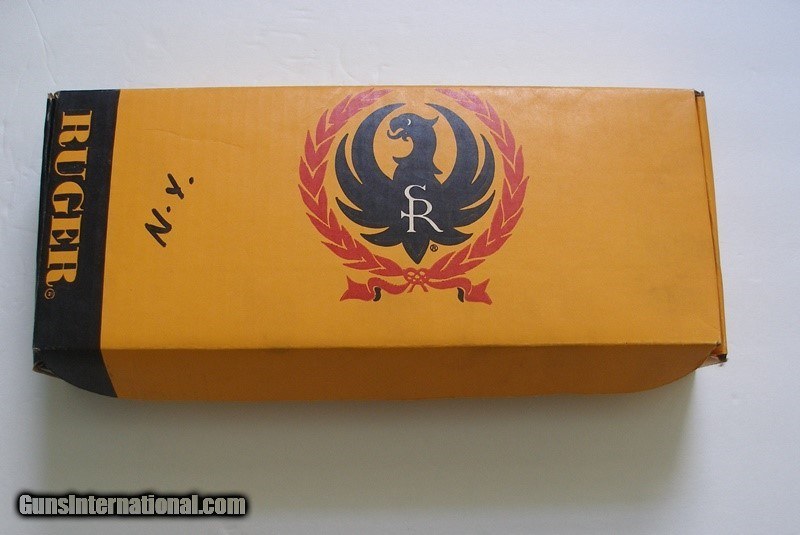 RUGER®
N.Y.
SR®
GunsInternational.com